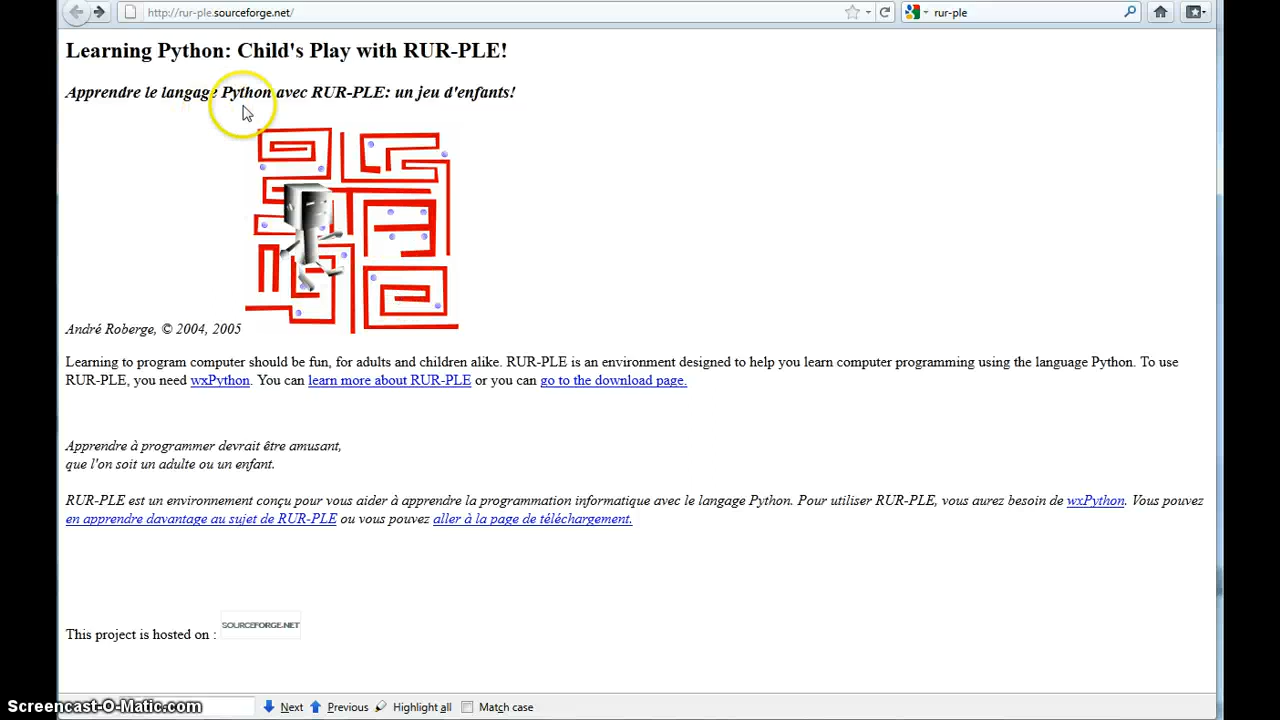 http://rur-ple.sourceforge.net/
rur-ple
Learning Python: Child's Play with RUR-PLE!
Apprendre le langage Python avec RUR-PLE: un jeu d'enfants!
André Roberge, © 2004, 2005
Learning to program computer should be fun, for adults and children alike. RUR-PLE is an environment designed to help you learn computer programming using the language Python. To use
RUR-PLE, you need wxPython. You can learn more about RUR-PLE or you can go to the download page.
Apprendre à programmer devrait être amusant,
que l'on soit un adulte ou un enfant.
RUR-PLE est un environnement conçu pour vous aider à apprendre la programmation informatique avec le langage Python. Pour utiliser RUR-PLE, vous aurez besoin de wxPython. Vous pouvez
en apprendre davantage au sujet de RUR-PLE ou vous pouvez aller à la page de téléchargement.
This project is hosted on : SOURCEFORGE.NET
Screencast-O-Matic.com Next Previous Highlight all Match case